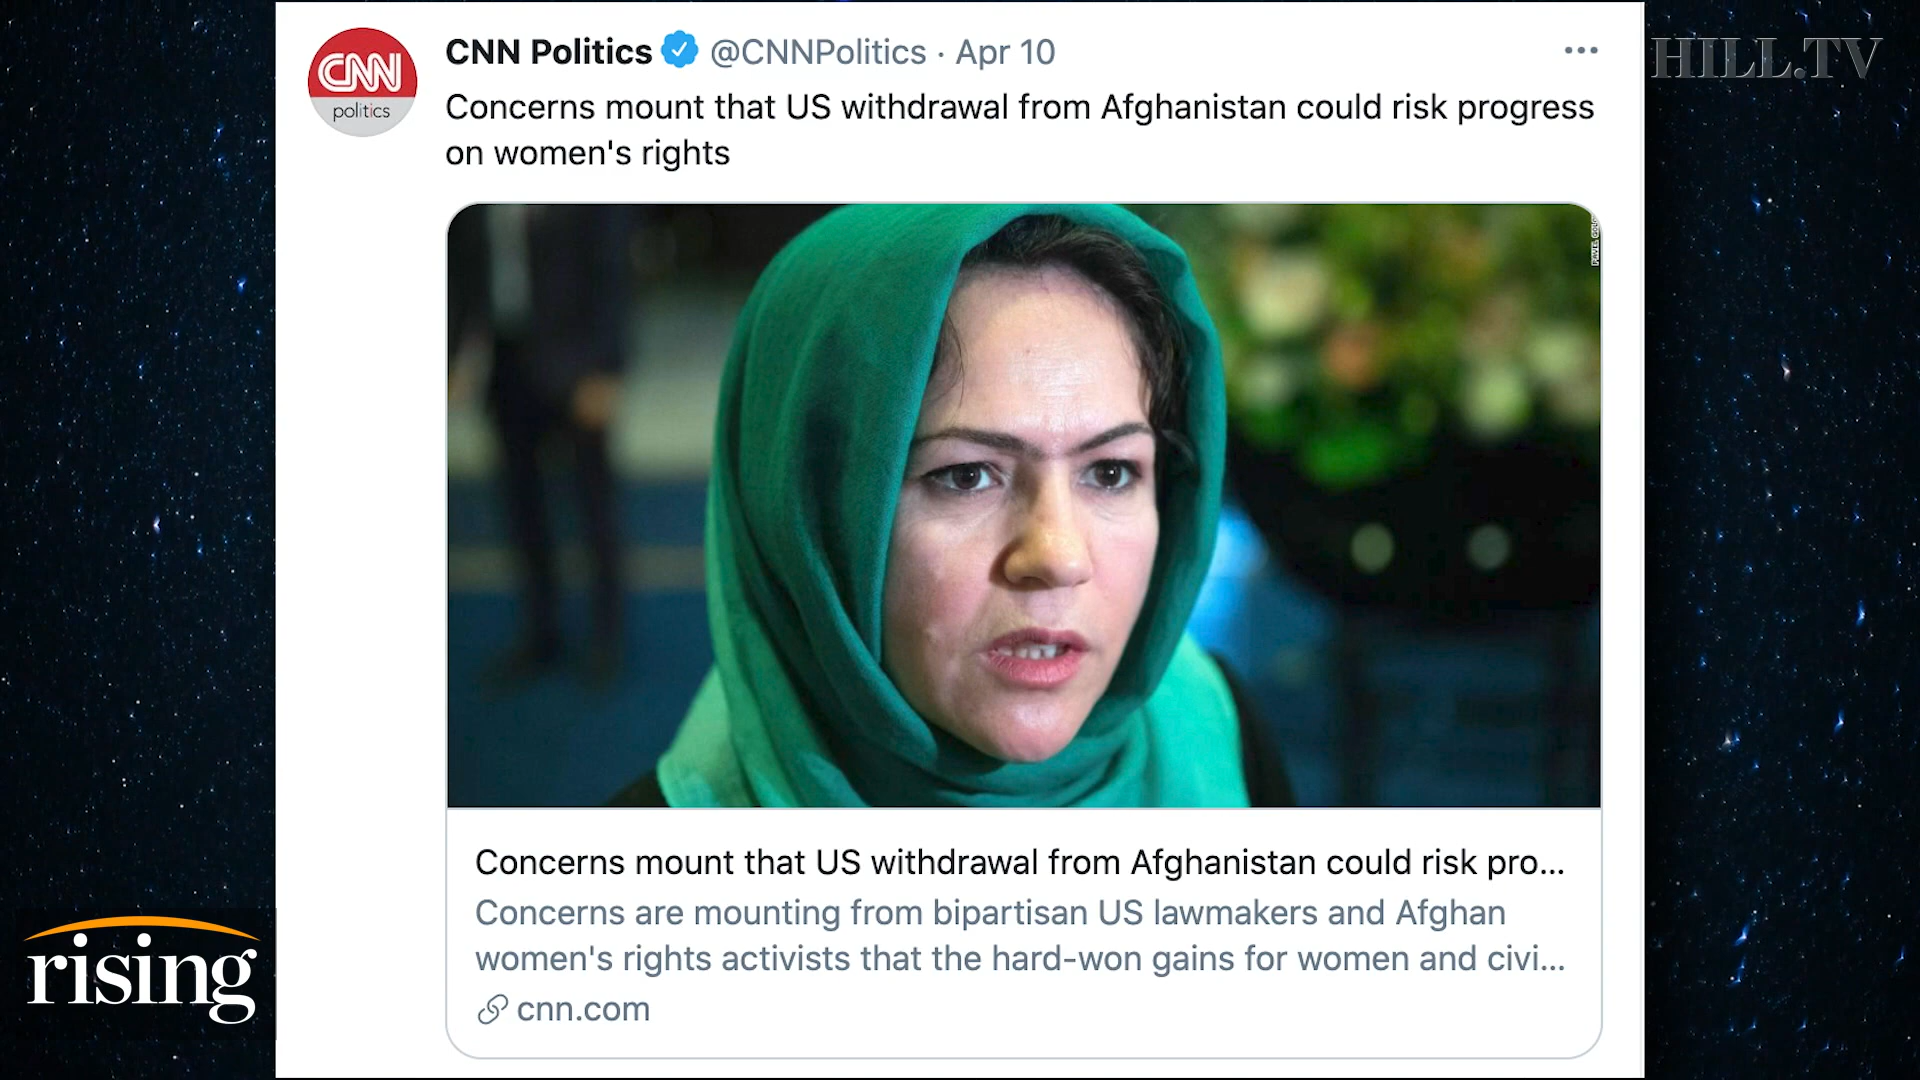 CNN
politics
CNN Politics @CNNPolitics · Apr 10
Concerns mount that US withdrawal from Afghanistan could risk progress
on women's rights
HILL.TV
Concerns mount that US withdrawal from Afghanistan could risk pro...
Concerns are mounting from bipartisan US lawmakers and Afghan
women's rights activists that the hard-won gains for women and civi...
cnn.com
rising